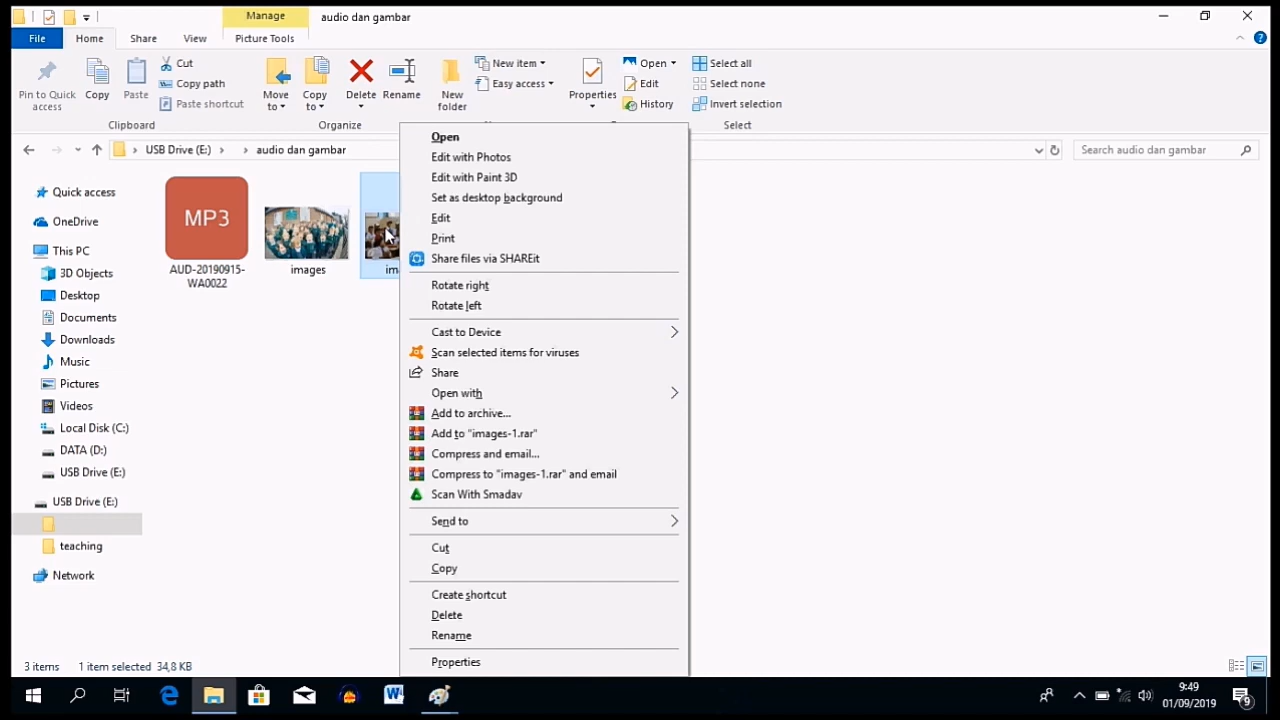 Manage
audio dan gambar
File
Home
Share
View
Picture Tools
Pin to Quick access
Copy
Paste
Cut
Copy path
Paste shortcut
Clipboard
Move to
Copy to
Delete
Rename
Organize
New folder
New item
Easy access
Properties
Open
Edit
History
Select all
Select none
Invert selection
Select
USB Drive (E:)
audio dan gambar
Search audio dan gambar
Quick access
OneDrive
This PC
3D Objects
Desktop
Documents
Downloads
Music
Pictures
Videos
Local Disk (C:)
DATA (D:)
USB Drive (E:)
USB Drive (E:)
teaching
Network
MP3
AUD-20190915-
WA0022
images
Open
Edit with Photos
Edit with Paint 3D
Set as desktop background
Edit
Print
Share files via SHAREit
Rotate right
Rotate left
Cast to Device
Scan selected items for viruses
Share
Open with
Add to archive...
Add to "images-1.rar"
Compress and email...
Compress to "images-1.rar" and email
Scan With Smadav
Send to
Cut
Copy
Create shortcut
Delete
Rename
Properties
3 items
1 item selected 34,8 KB
9:49
01/09/2019
9